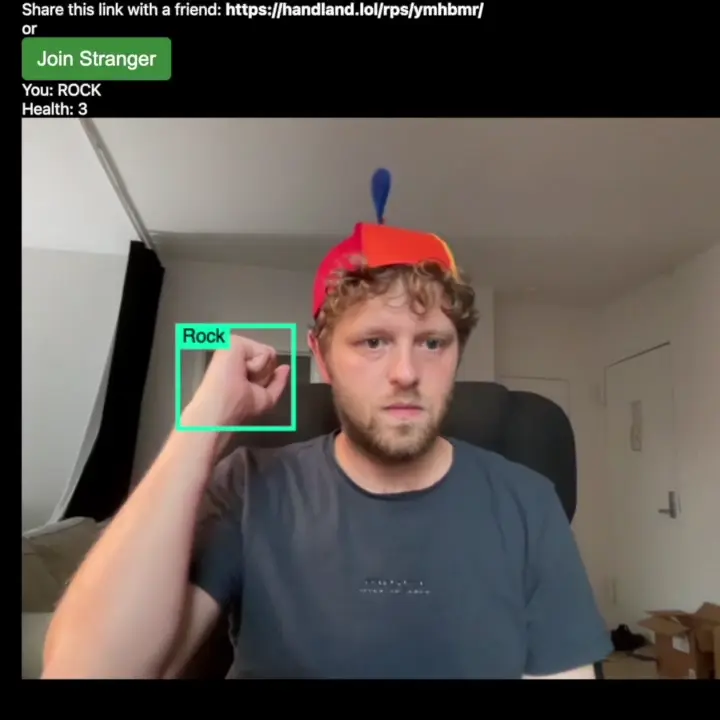 Share this link with a friend: https://handland.lol/rps/ymhbmr/
or
Join Stranger
You: ROCK
Health: 3
Rock